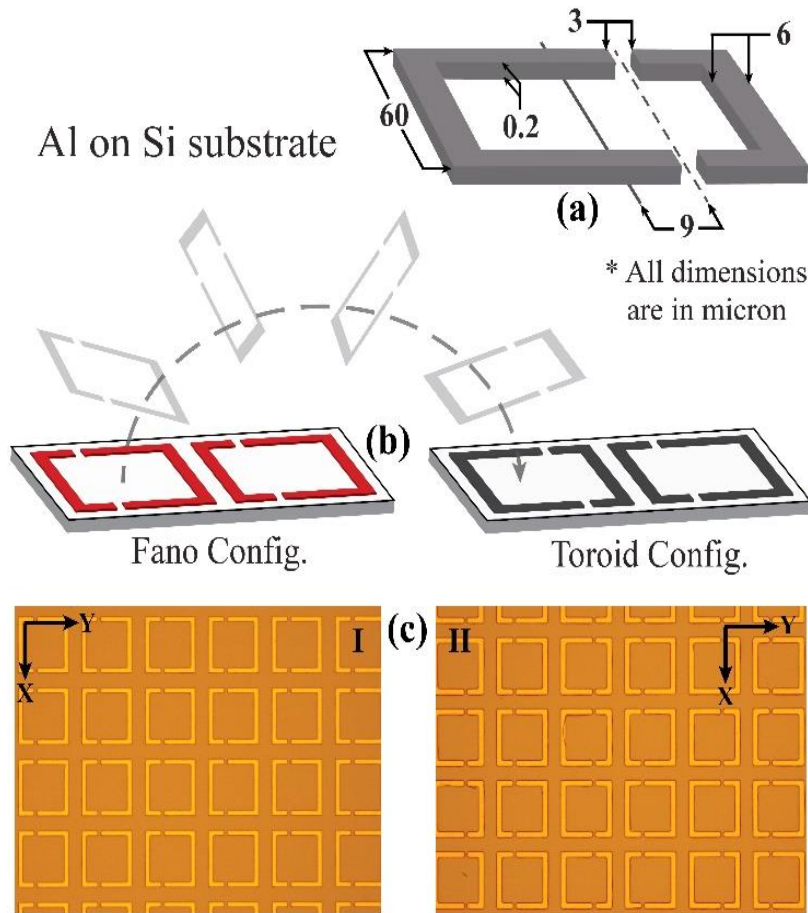 3
6
60
0.2
Al on Si substrate
(a)
9
* All dimensions
are in micron
(b)
Fano Config.
Toroid Config.
Y
I
(c)
II
Y
X
X